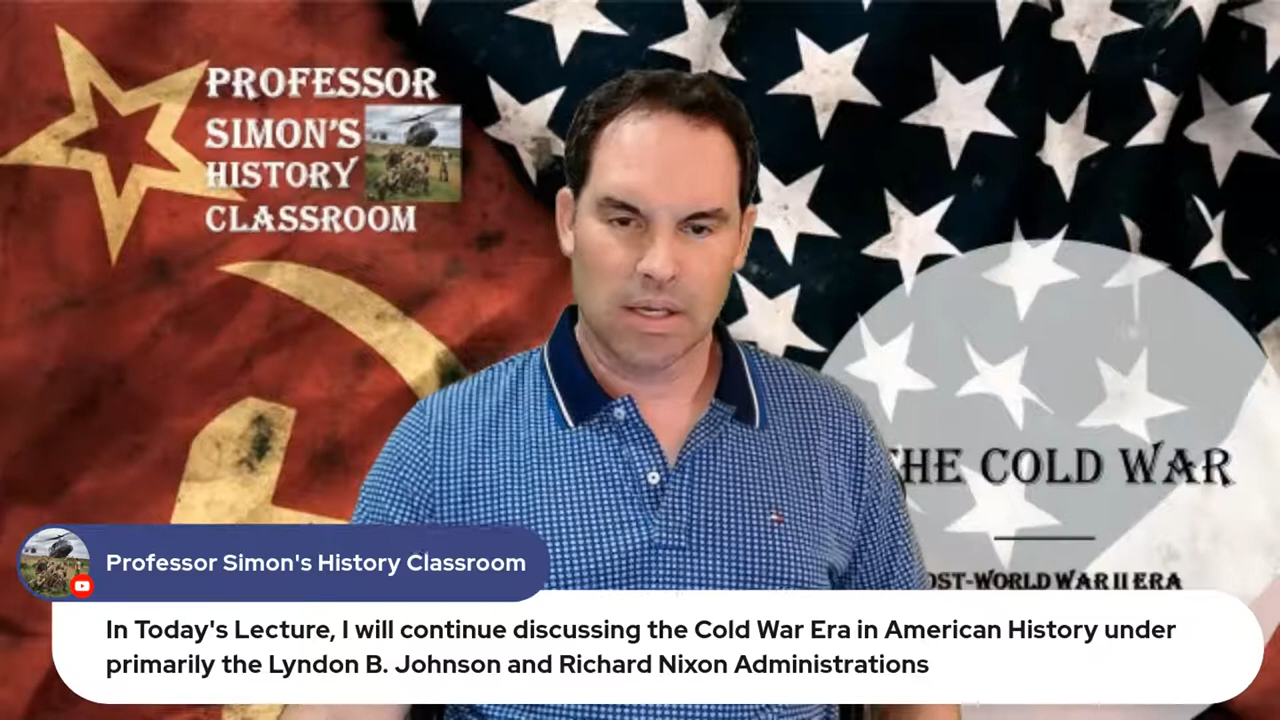 PROFESSOR
SIMON'S
HISTORY
CLASSROOM
HE COLD WAR
OST-WORLD WAR II ERA
Professor Simon's History Classroom
In Today's Lecture, I will continue discussing the Cold War Era in American History under
primarily the Lyndon B. Johnson and Richard Nixon Administrations